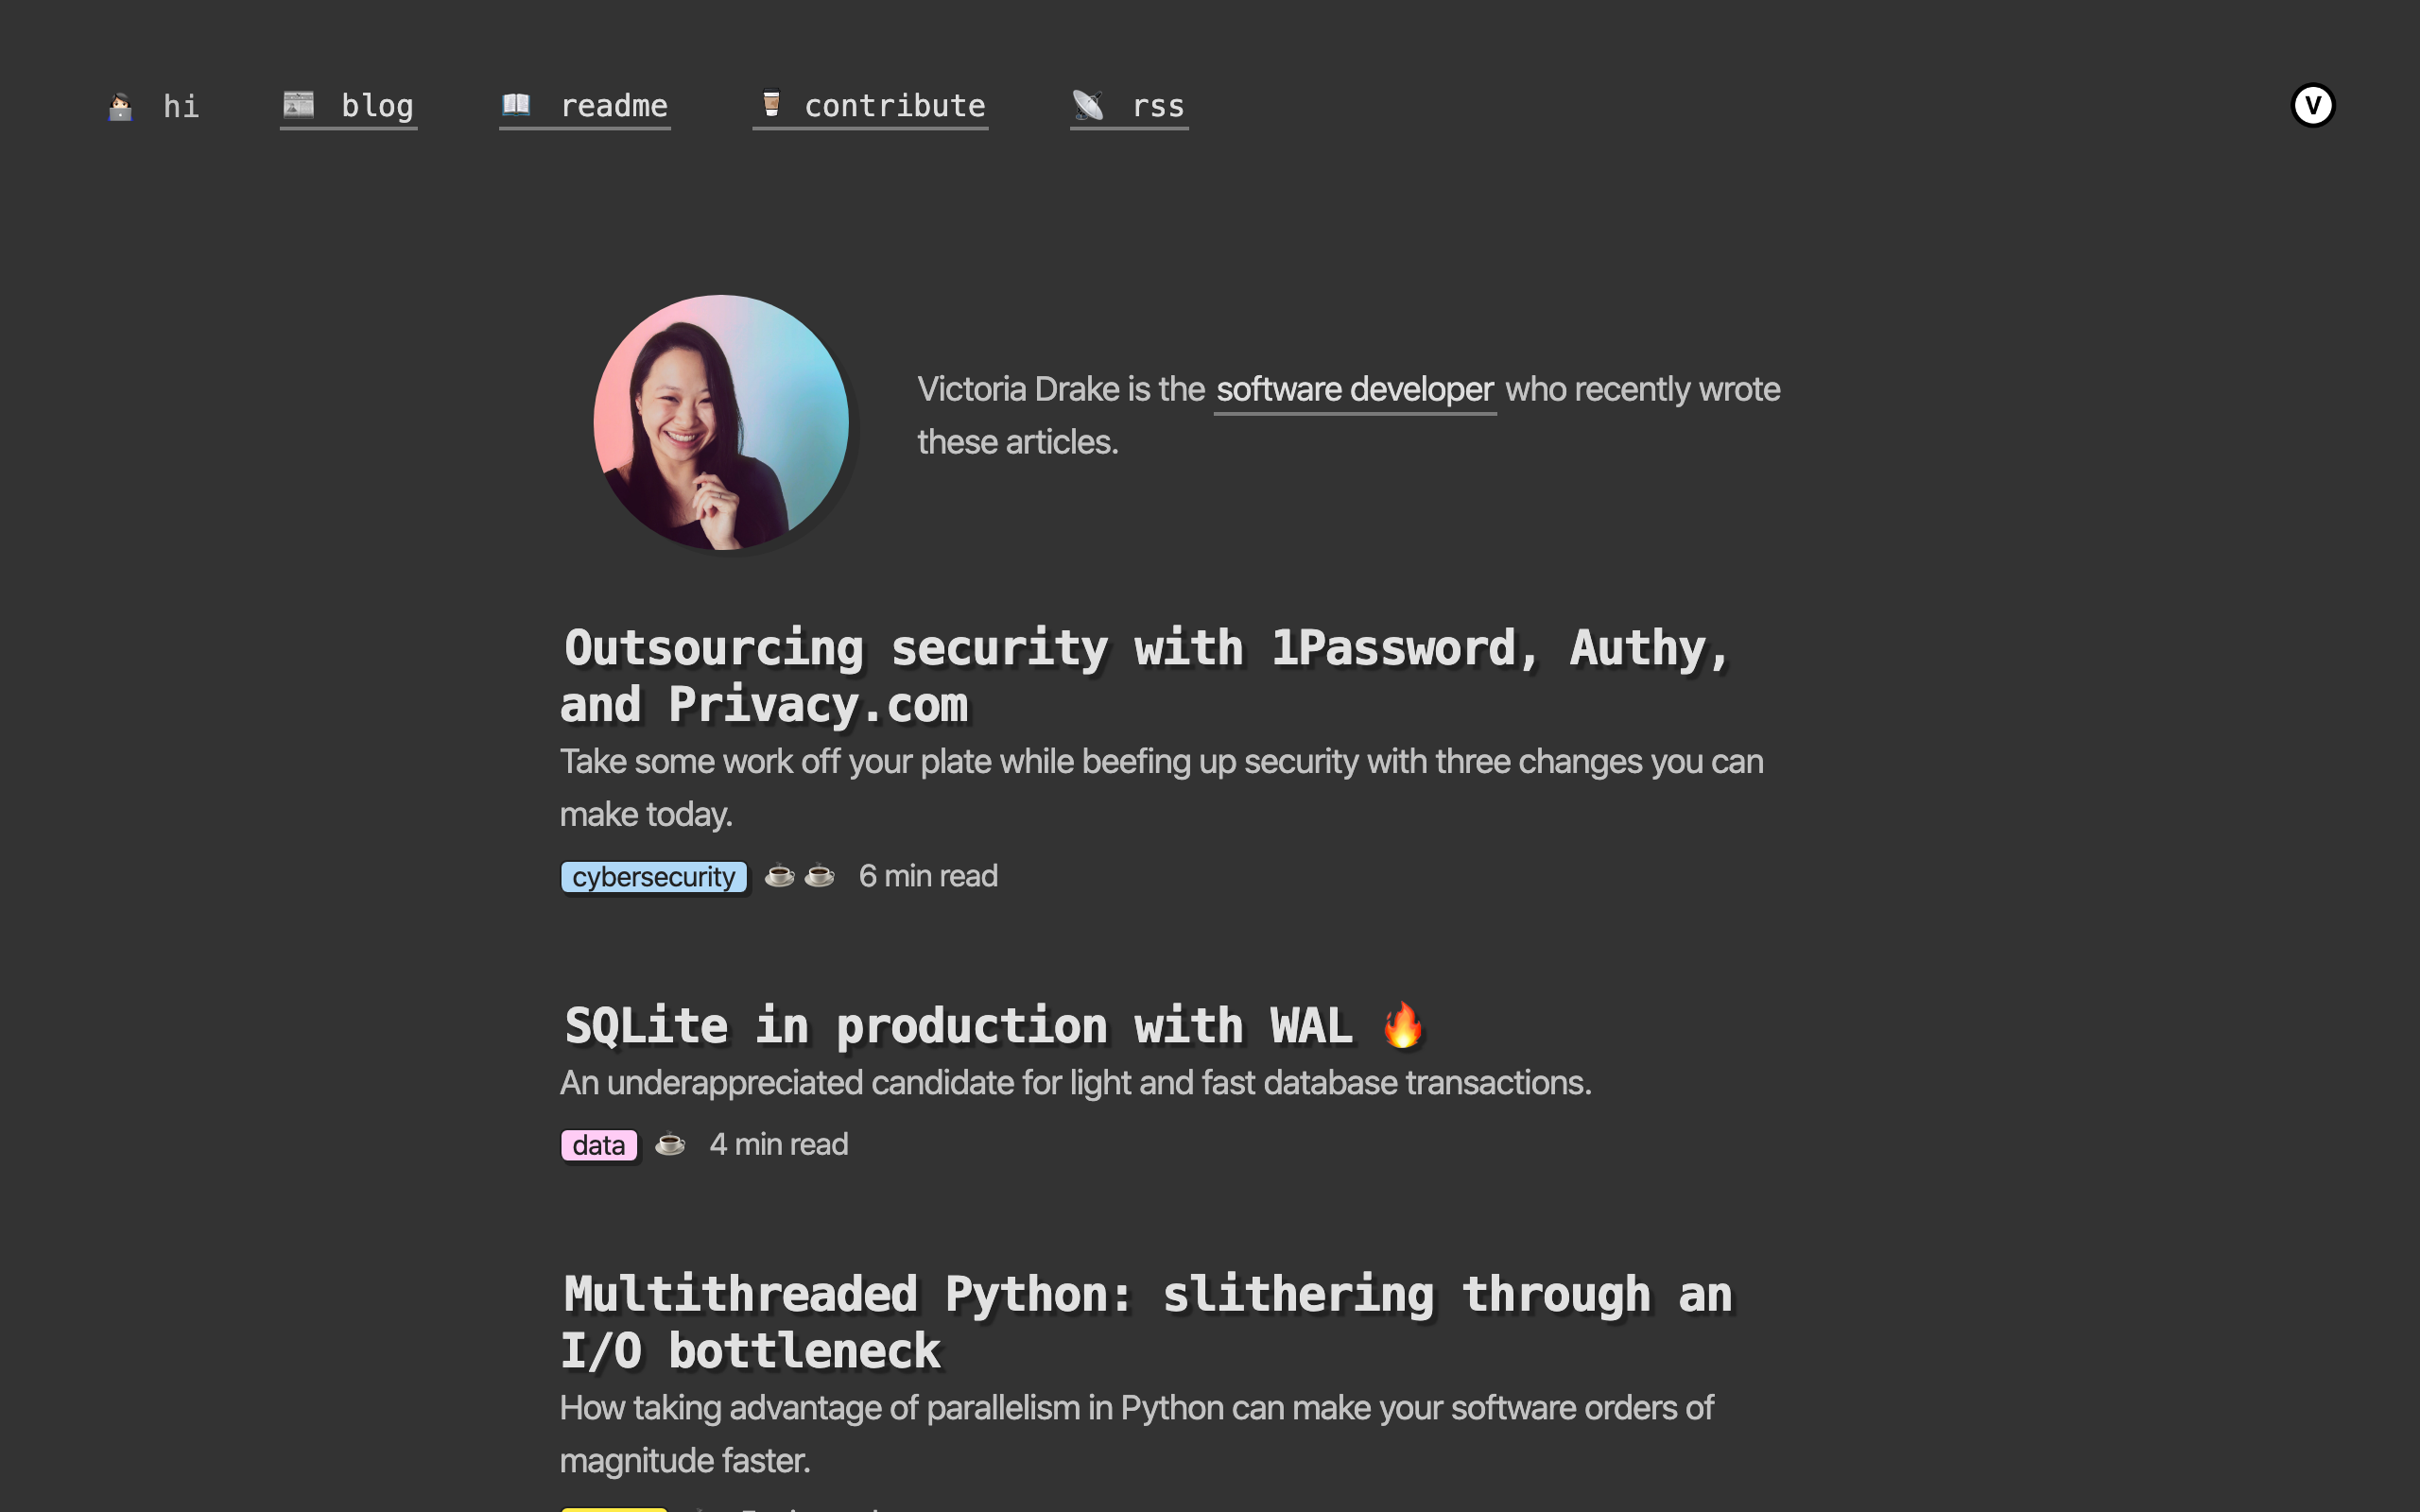 hi blog readme contribute rss V
Victoria Drake is the software developer who recently wrote
these articles.
Outsourcing security with 1Password, Authy,
and Privacy.com
Take some work off your plate while beefing up security with three changes you can
make today.
cybersecurity 6 min read
SQLite in production with WAL
An underappreciated candidate for light and fast database transactions.
data 4 min read
Multithreaded Python: slithering through an
I/O bottleneck
How taking advantage of parallelism in Python can make your software orders of
magnitude faster.